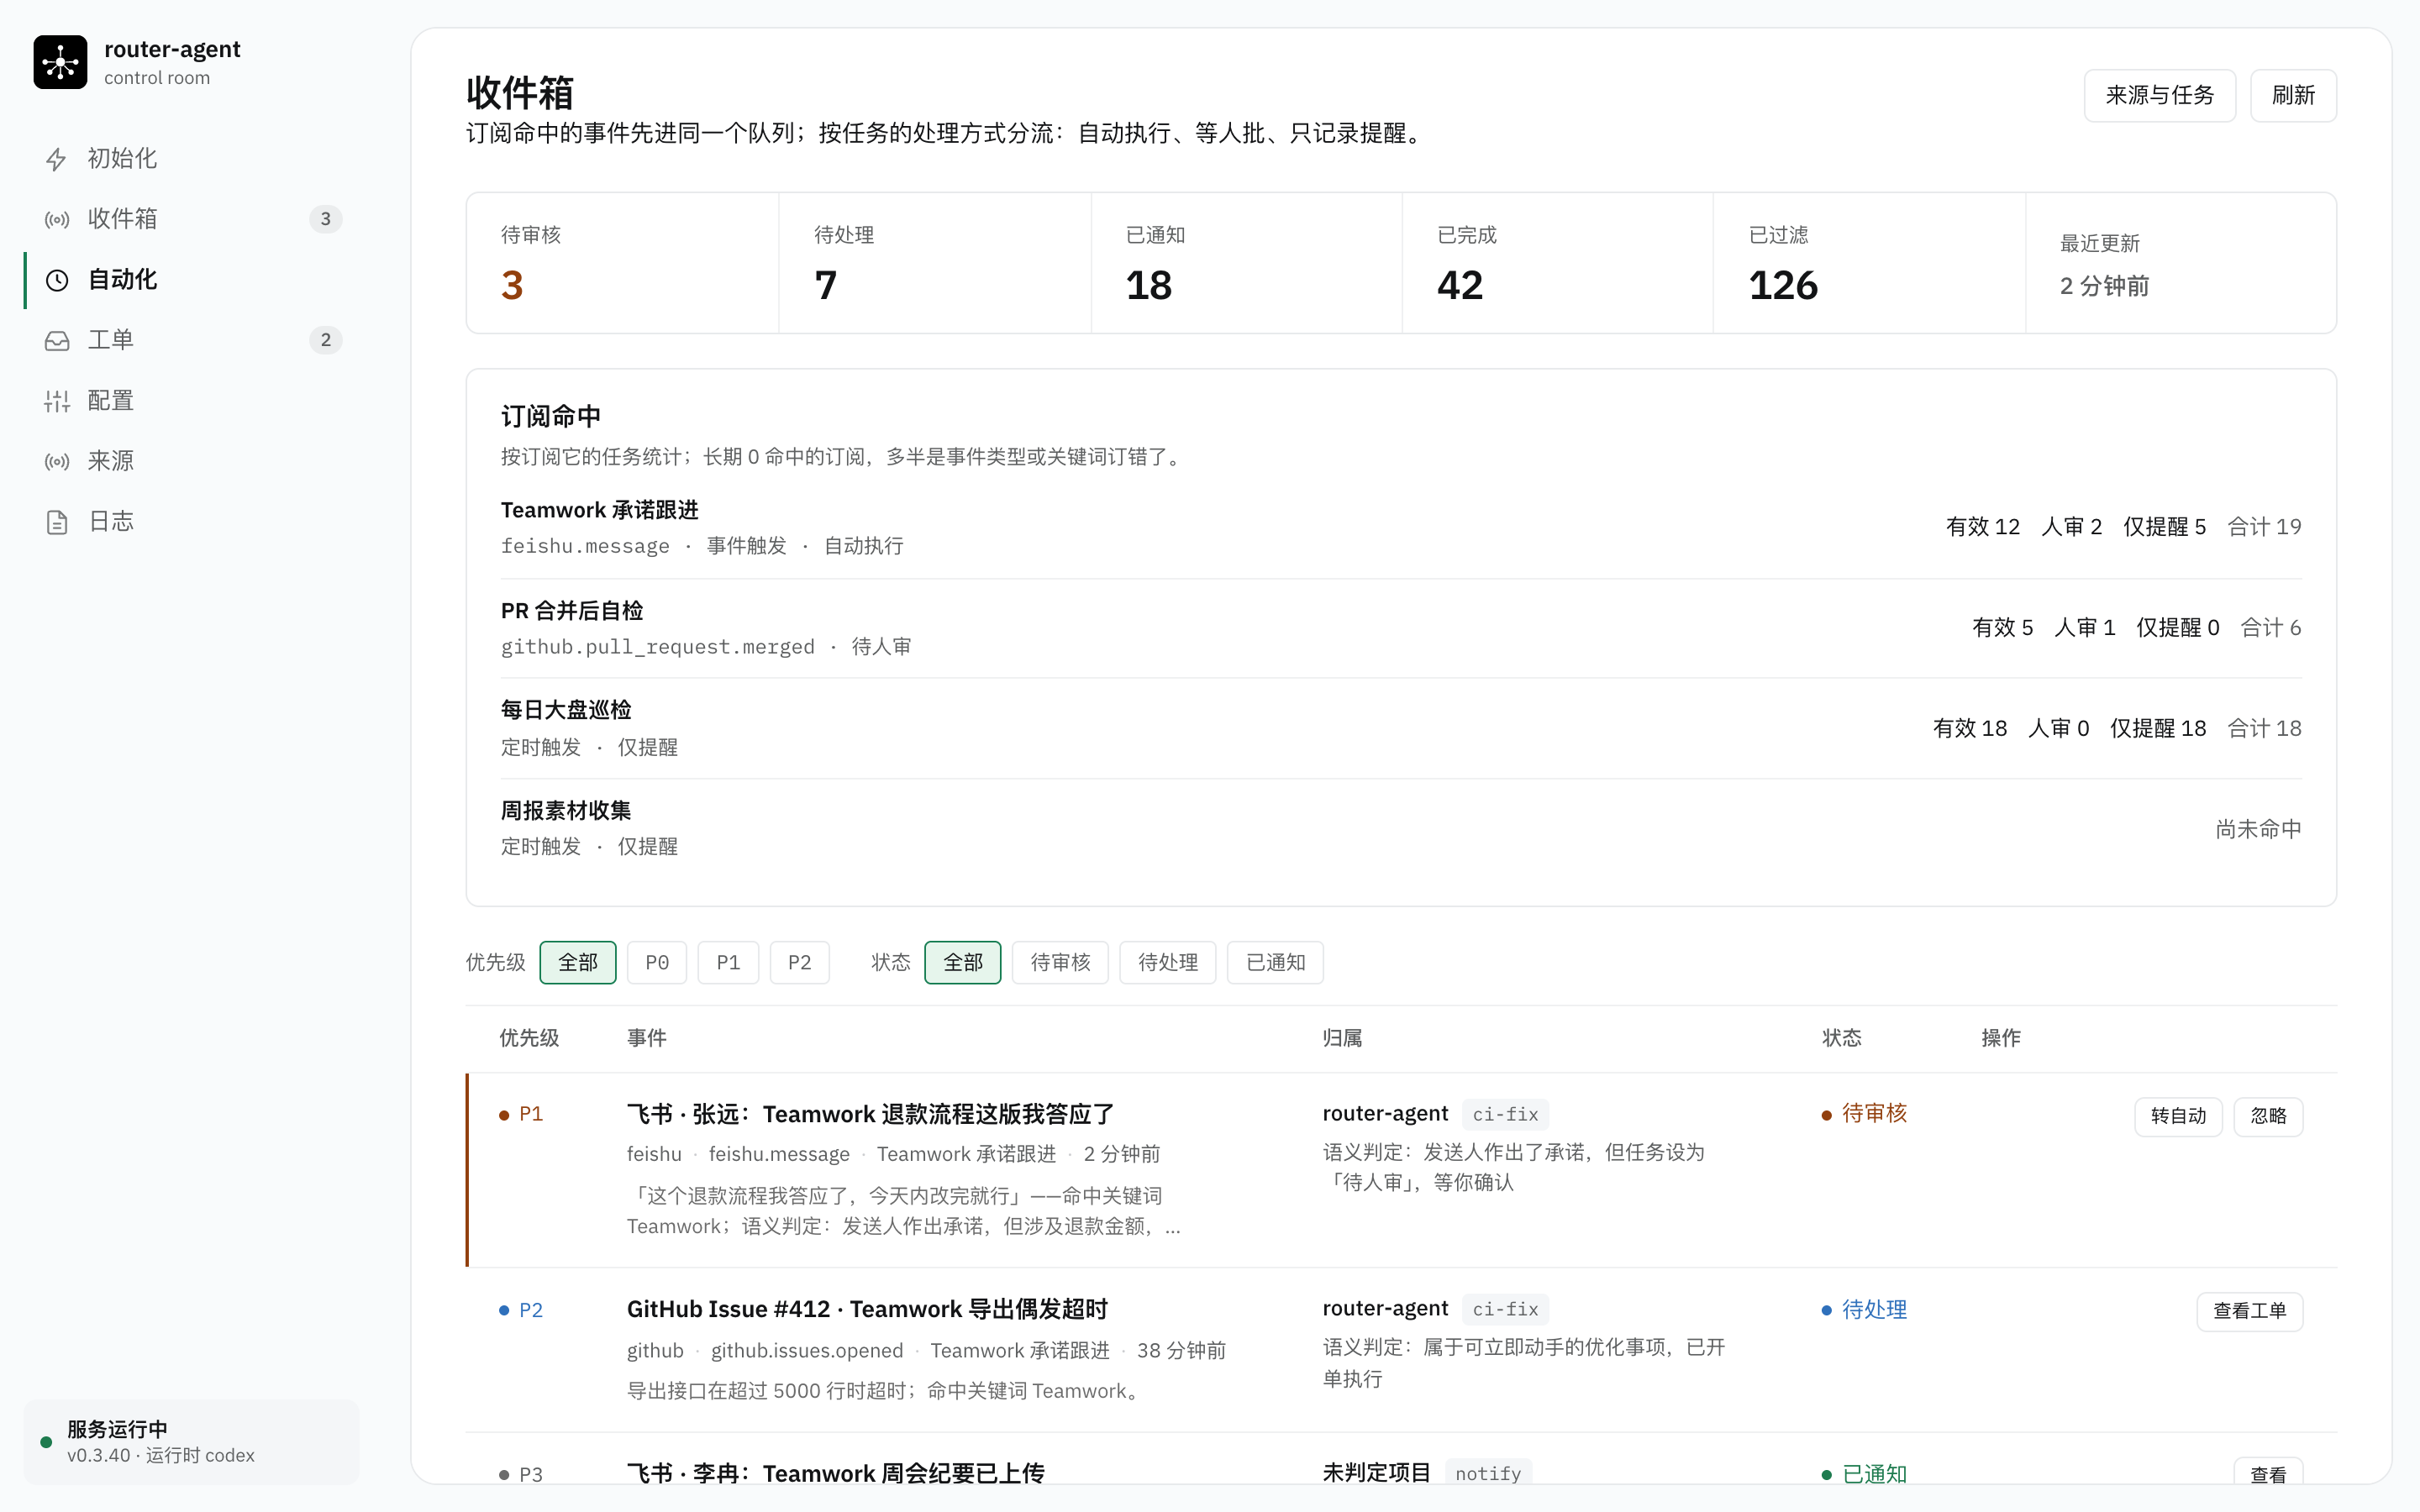 router-agent
control room
初始化
收件箱 3
自动化
工单 2
配置
来源
日志
服务运行中
v0.3.40 · 运行时 codex
收件箱
订阅命中的事件先进同一个队列；按任务的处理方式分流：自动执行、等人批、只记录提醒。
来源与任务 刷新
待审核 待处理 已通知 已完成 已过滤 最近更新
3 7 18 42 126 2 分钟前
订阅命中
按订阅它的任务统计；长期 0 命中的订阅，多半是事件类型或关键词订错了。
Teamwork 承诺跟进
feishu.message · 事件触发 · 自动执行
有效 12 人审 2 仅提醒 5 合计 19
PR 合并后自检
github.pull_request.merged · 待人审
有效 5 人审 1 仅提醒 0 合计 6
每日大盘巡检
定时触发 · 仅提醒
有效 18 人审 0 仅提醒 18 合计 18
周报素材收集
定时触发 · 仅提醒
尚未命中
优先级 全部 P0 P1 P2 状态 全部 待审核 待处理 已通知
优先级 事件 归属 状态 操作
P1
飞书 · 张远：Teamwork 退款流程这版我答应了
feishu · feishu.message · Teamwork 承诺跟进 · 2 分钟前
「这个退款流程我答应了，今天内改完就行」——命中关键词
Teamwork；语义判定：发送人作出承诺，但涉及退款金额，…
router-agent ci-fix
语义判定：发送人作出了承诺，但任务设为
「待人审」，等你确认
待审核
转自动 忽略
P2
GitHub Issue #412 · Teamwork 导出偶发超时
github · github.issues.opened · Teamwork 承诺跟进 · 38 分钟前
导出接口在超过 5000 行时超时；命中关键词 Teamwork。
router-agent ci-fix
语义判定：属于可立即动手的优化事项，已开
单执行
待处理
查看工单
P3
飞书 · 李冉：Teamwork 周会纪要已上传
未判定项目 notify
已通知
查看